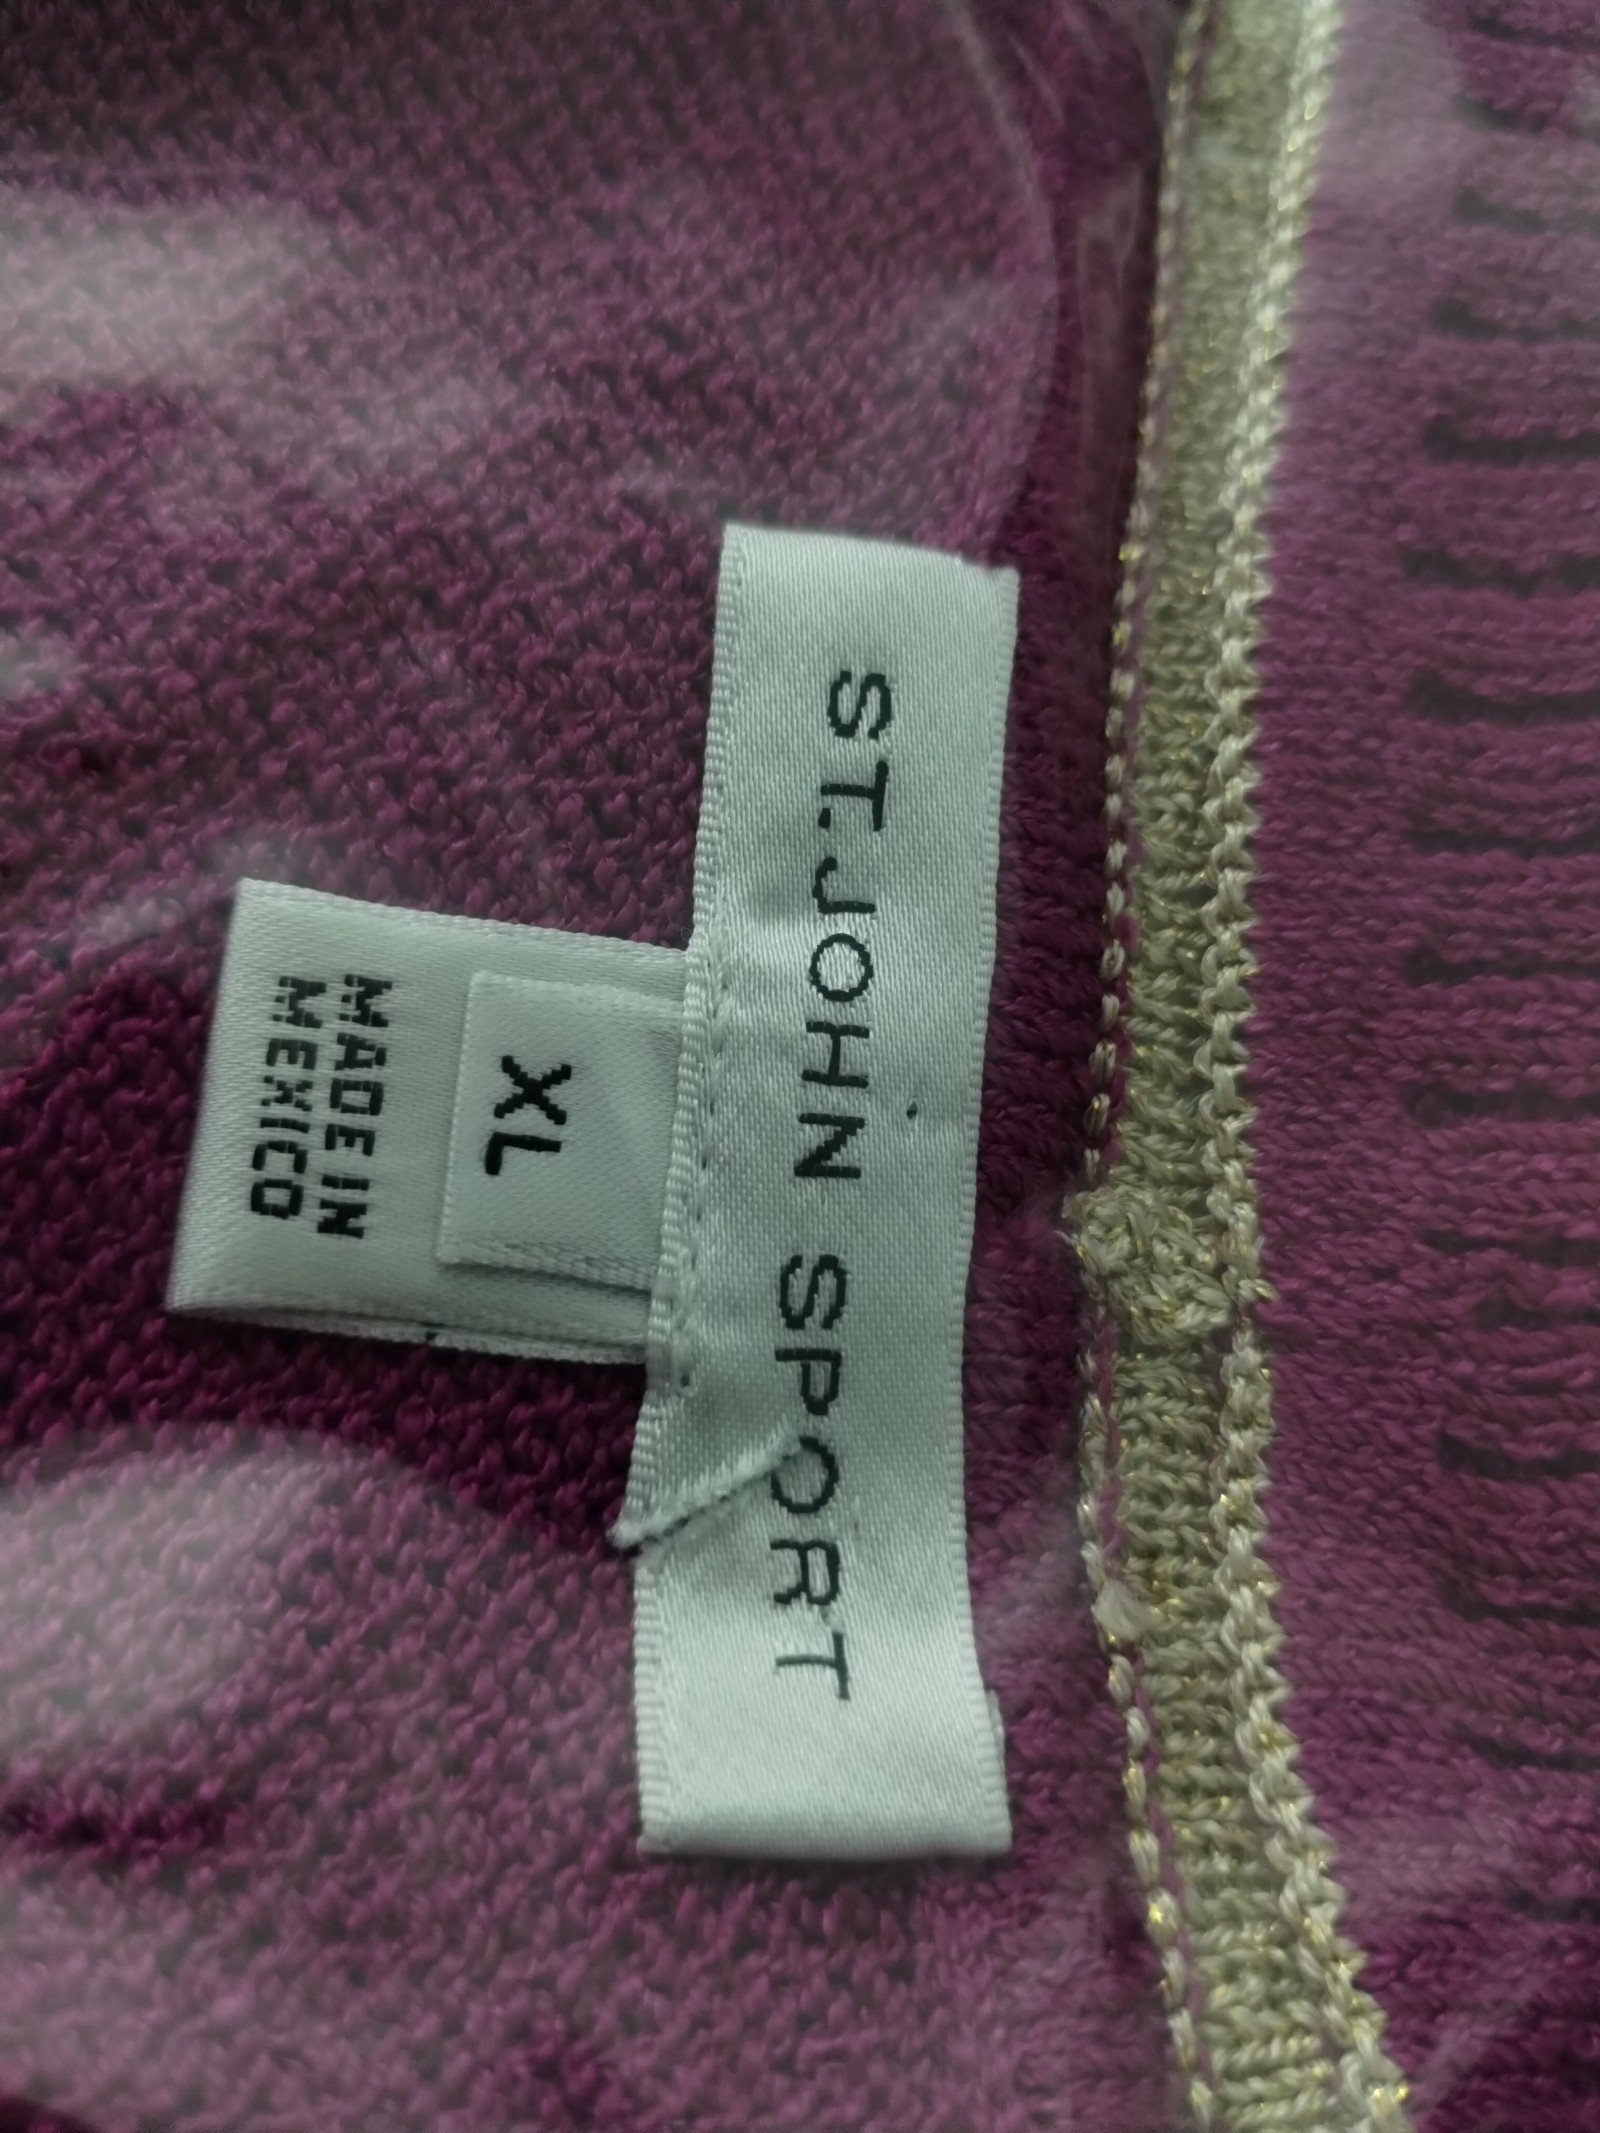 ST. JOHN SPORT
XL
MADE IN
MEXICO